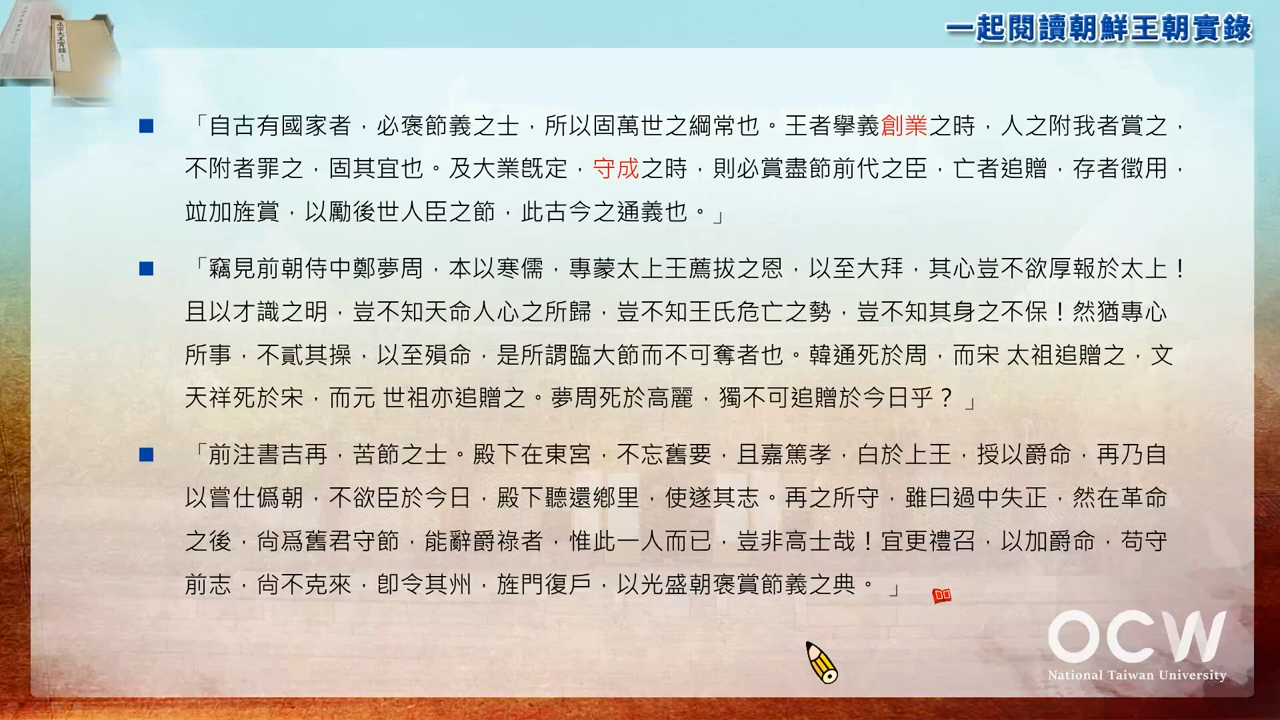 一起閱讀朝鮮王朝實錄
「自古有國家者，必褒節義之士，所以固萬世之綱常也。王者擧義創業之時，人之附我者賞之，
不附者罪之，固其宜也。及大業旣定，守成之時，則必賞盡節前代之臣，亡者追贈，存者徵用，
竝加旌賞，以勵後世人臣之節，此古今之通義也。」
「竊見前朝侍中鄭夢周，本以寒儒，專蒙太上王薦拔之恩，以至大拜，其心豈不欲厚報於太上！
且以才識之明，豈不知天命人心之所歸，豈不知王氏危亡之勢，豈不知其身之不保！然猶專心
所事，不貳其操，以至殞命，是所謂臨大節而不可奪者也。韓通死於周，而宋 太祖追贈之，文
天祥死於宋，而元 世祖亦追贈之。夢周死於高麗，獨不可追贈於今日乎？」
「前注書吉再，苦節之士。殿下在東宮，不忘舊要，且嘉篤孝，白於上王，授以爵命，再乃自
以嘗仕僞朝，不欲臣於今日，殿下聽還鄕里，使遂其志。再之所守，雖曰過中失正，然在革命
之後，尙爲舊君守節，能辭爵祿者，惟此一人而已，豈非高士哉！宜更禮召，以加爵命，苟守
前志，尙不克來，卽令其州，旌門復戶，以光盛朝褒賞節義之典。」
OCW
National Taiwan University